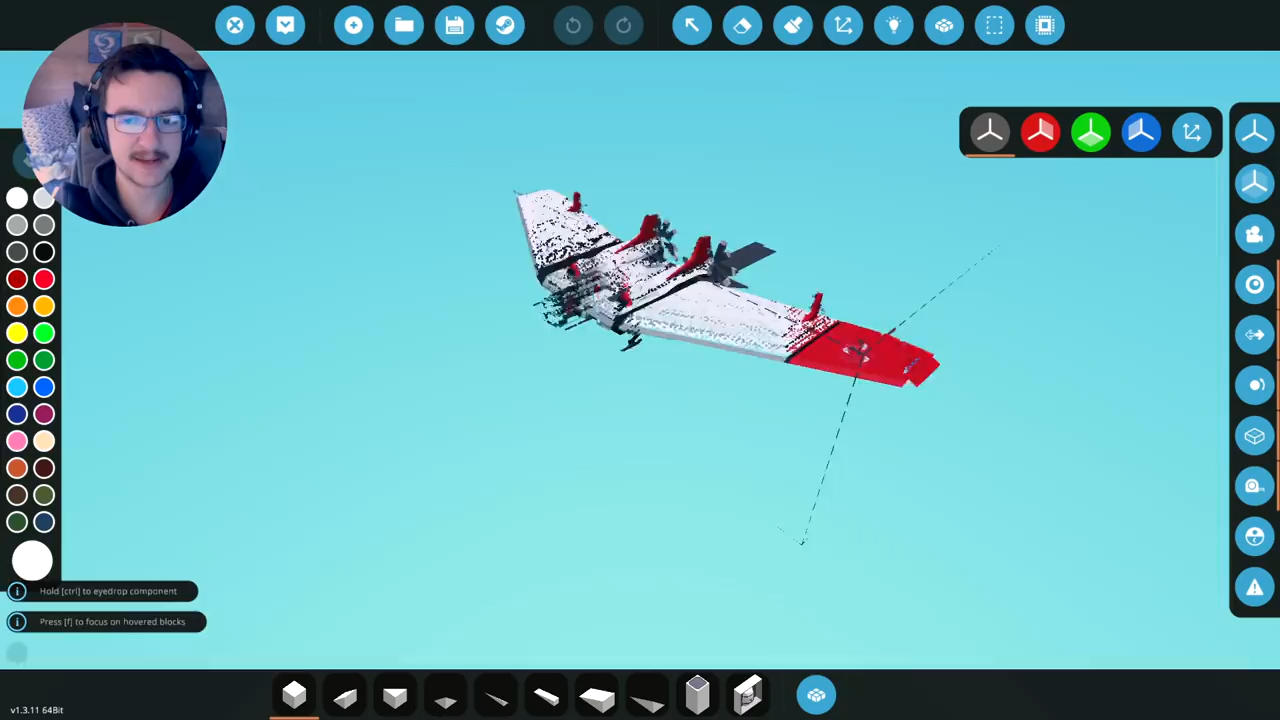 Hold [ctrl] to eyedrop component
Press [f] to focus on hovered blocks
v1.3.11 64Bit